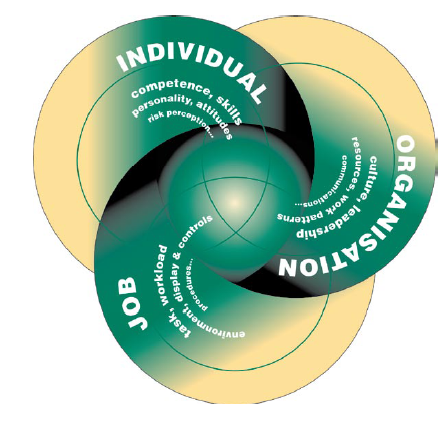 INDIVIDUAL
competence, skills
personality, attitudes
risk perception...
ORGANISATION
culture, leadership
resources, work patterns
communications...
JOB
task, workload
environment, display & controls
procedures...